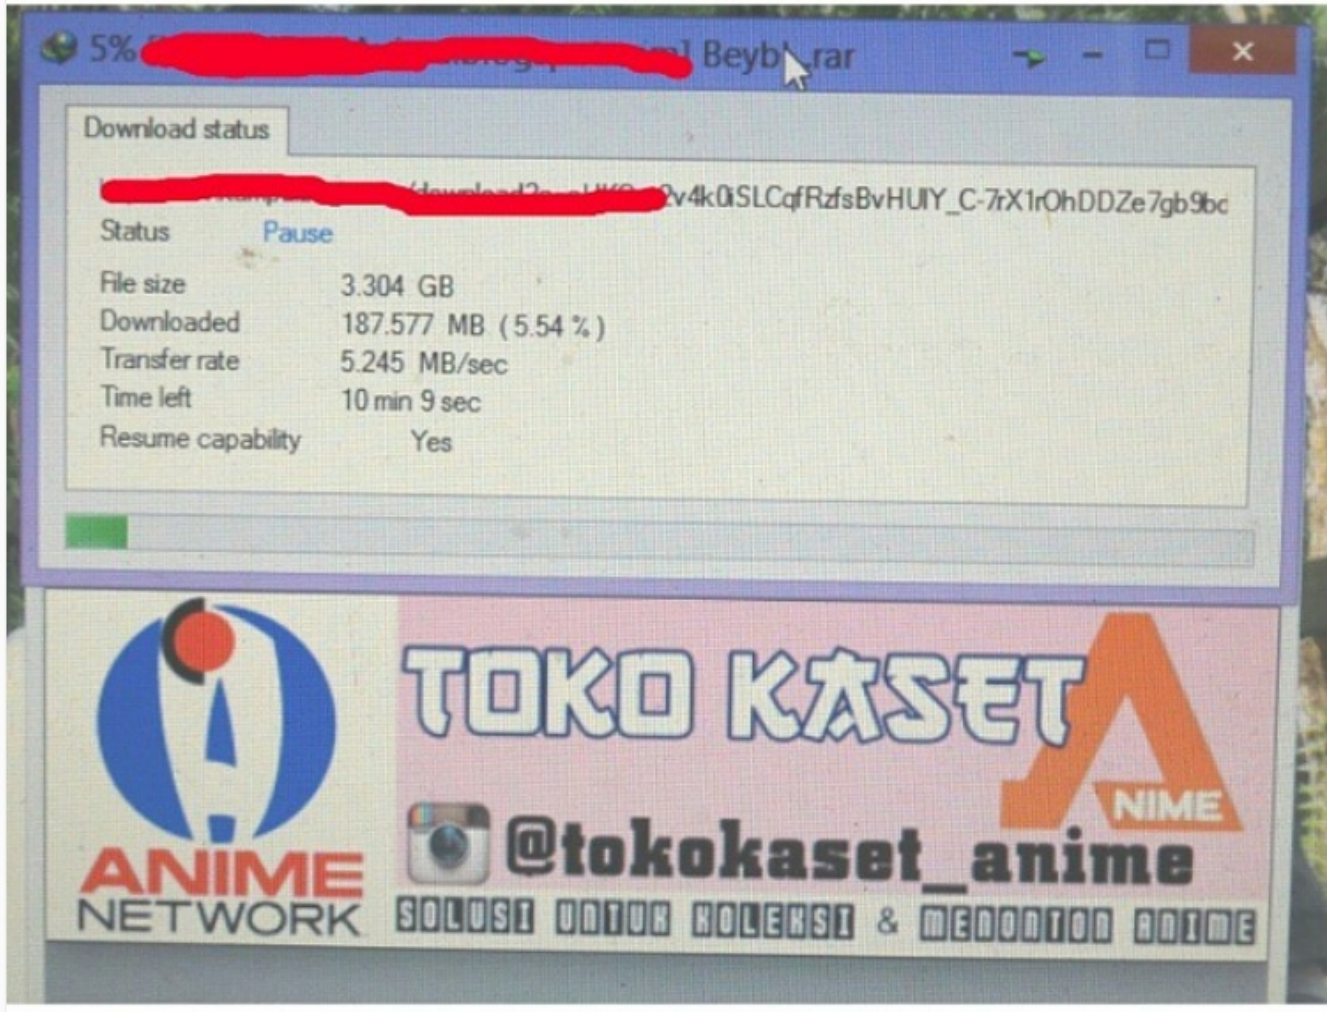 5% Beyb .rar
Download status
2v4k0iSLCqfRzfsBvHUIY_C-7rX1rOhDDZe7gb9bc
Status Pause
File size 3.304 GB
Downloaded 187.577 MB ( 5.54 % )
Transfer rate 5.245 MB/sec
Time left 10 min 9 sec
Resume capability Yes
TOKO KASET
ANIME
@tokokaset_anime
ANIME
NETWORK
SOLUSI UNTUK KOLEKSI & MENONTON ANIME